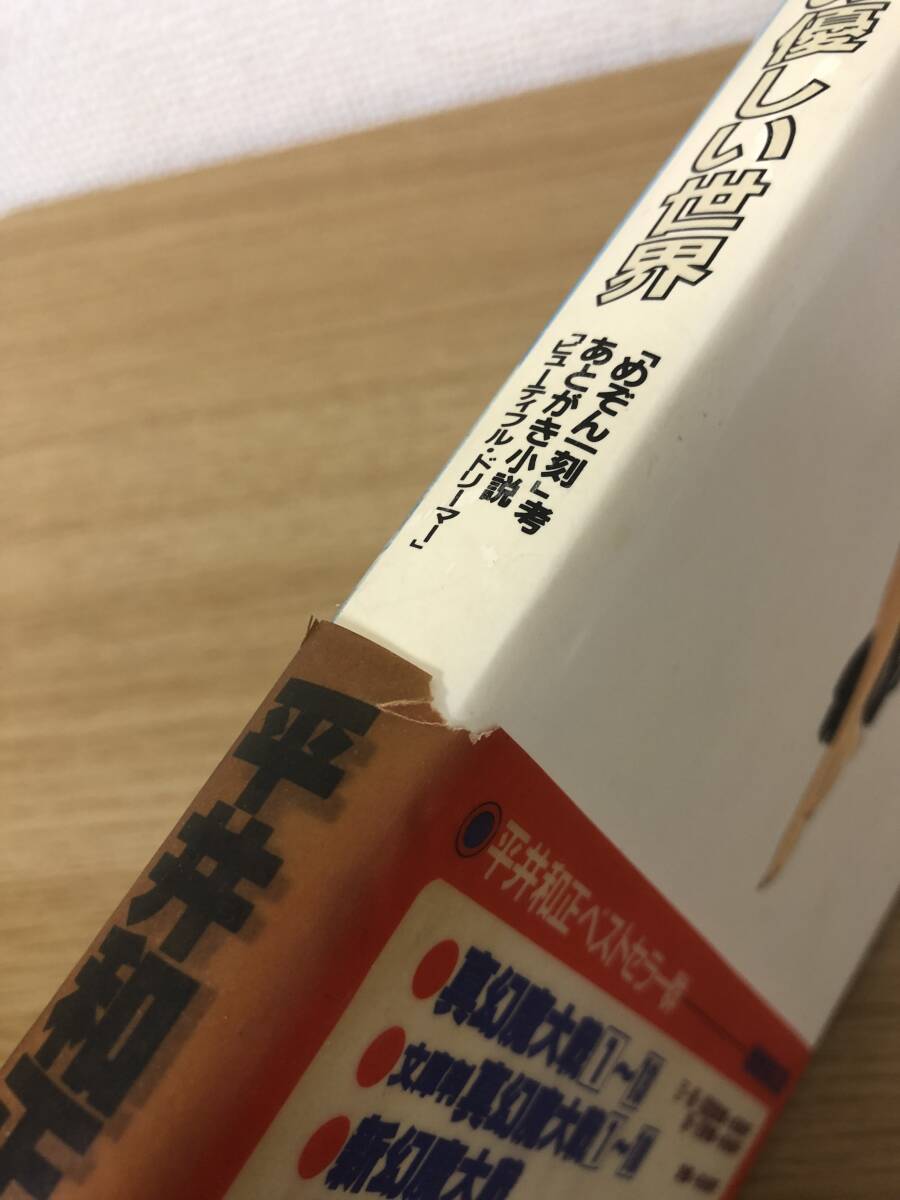 優しい世界
「めぞん一刻」考
あとがき小説
「ビューティフル・ドリーマー」
平井和正
平井和正ベストセラー
真幻魔大戦
文庫判真幻魔大戦
新幻魔大戦